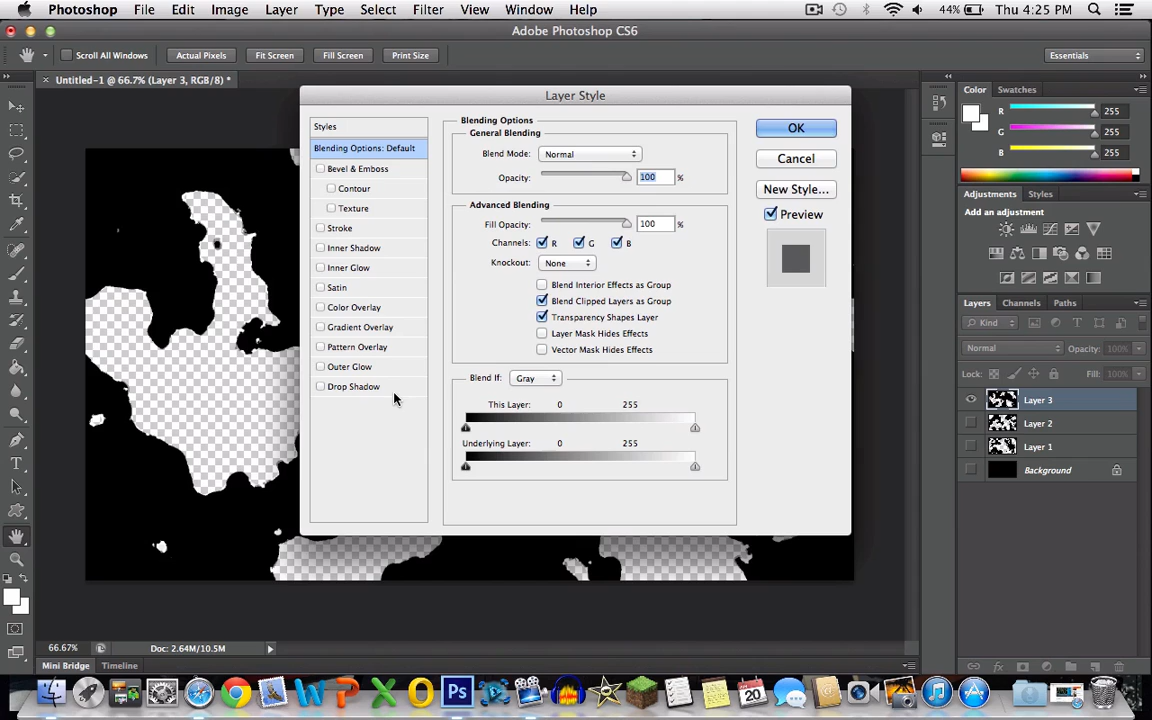 Photoshop File Edit Image Layer Type Select Filter View Window Help 44% Thu 4:25 PM
Adobe Photoshop CS6
Scroll All Windows Actual Pixels Fit Screen Fill Screen Print Size Essentials
× Untitled-1 @ 66.7% (Layer 3, RGB/8) *
Layer Style
Styles
Blending Options: Default
Bevel & Emboss
Contour
Texture
Stroke
Inner Shadow
Inner Glow
Satin
Color Overlay
Gradient Overlay
Pattern Overlay
Outer Glow
Drop Shadow
Blending Options
General Blending
Blend Mode: Normal
Opacity: 100 %
Advanced Blending
Fill Opacity: 100 %
Channels: R G B
Knockout: None
Blend Interior Effects as Group
Blend Clipped Layers as Group
Transparency Shapes Layer
Layer Mask Hides Effects
Vector Mask Hides Effects
Blend If: Gray
This Layer: 0 255
Underlying Layer: 0 255
OK
Cancel
New Style...
Preview
Color Swatches
R 255
G 255
B 255
Adjustments Styles
Add an adjustment
Layers Channels Paths
Kind
Normal Opacity: 100%
Lock: Fill: 100%
Layer 3
Layer 2
Layer 1
Background
66.67% Doc: 2.64M/10.5M
Mini Bridge Timeline
Ps
20